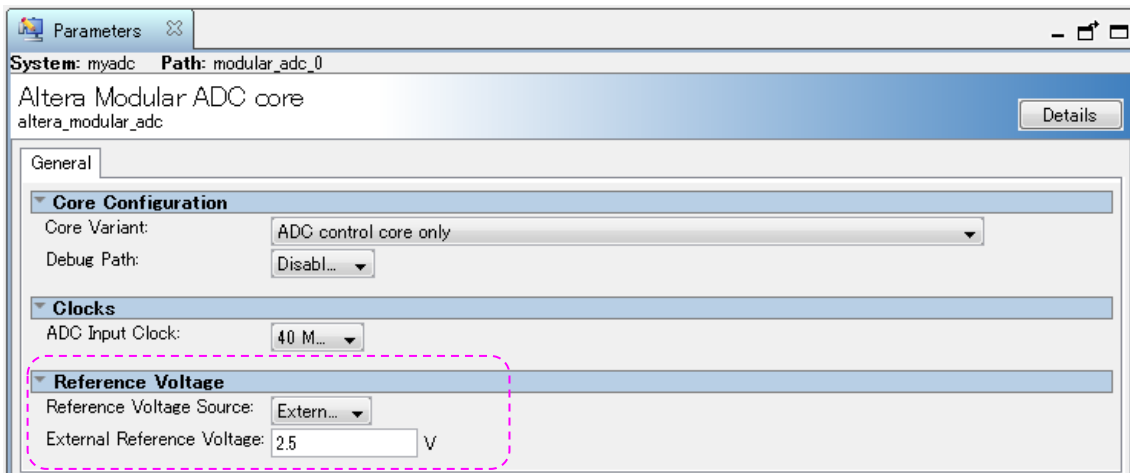 Parameters
System: myadc Path: modular_adc_0
Altera Modular ADC core
altera_modular_adc
Details
General
Core Configuration
Core Variant: ADC control core only
Debug Path: Disabl...
Clocks
ADC Input Clock: 40 M...
Reference Voltage
Reference Voltage Source: Extern...
External Reference Voltage: 2.5 V